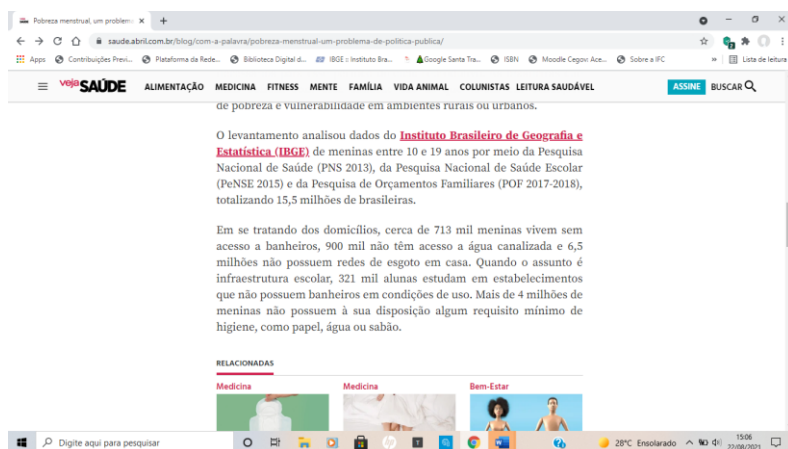 Pobreza menstrual, um problem
saude.abril.com.br/blog/com-a-palavra/pobreza-menstrual-um-problema-de-politica-publica/
Apps Contribuições Previ... Plataforma da Rede... Biblioteca Digital d... IBGE :: Instituto Bra... Google Santa Tra... ISBN Moodle Cegov: Ace... Sobre a IFC » Lista de leitura
veja SAÚDE ALIMENTAÇÃO MEDICINA FITNESS MENTE FAMÍLIA VIDA ANIMAL COLUNISTAS LEITURA SAUDÁVEL ASSINE BUSCAR
de pobreza e vulnerabilidade em ambientes rurais ou urbanos.
O levantamento analisou dados do Instituto Brasileiro de Geografia e
Estatística (IBGE) de meninas entre 10 e 19 anos por meio da Pesquisa
Nacional de Saúde (PNS 2013), da Pesquisa Nacional de Saúde Escolar
(PeNSE 2015) e da Pesquisa de Orçamentos Familiares (POF 2017-2018),
totalizando 15,5 milhões de brasileiras.
Em se tratando dos domicílios, cerca de 713 mil meninas vivem sem
acesso a banheiros, 900 mil não têm acesso a água canalizada e 6,5
milhões não possuem redes de esgoto em casa. Quando o assunto é
infraestrutura escolar, 321 mil alunas estudam em estabelecimentos
que não possuem banheiros em condições de uso. Mais de 4 milhões de
meninas não possuem à sua disposição algum requisito mínimo de
higiene, como papel, água ou sabão.
RELACIONADAS
Medicina Medicina Bem-Estar
Digite aqui para pesquisar 28°C Ensolarado 15:06
22/08/2021